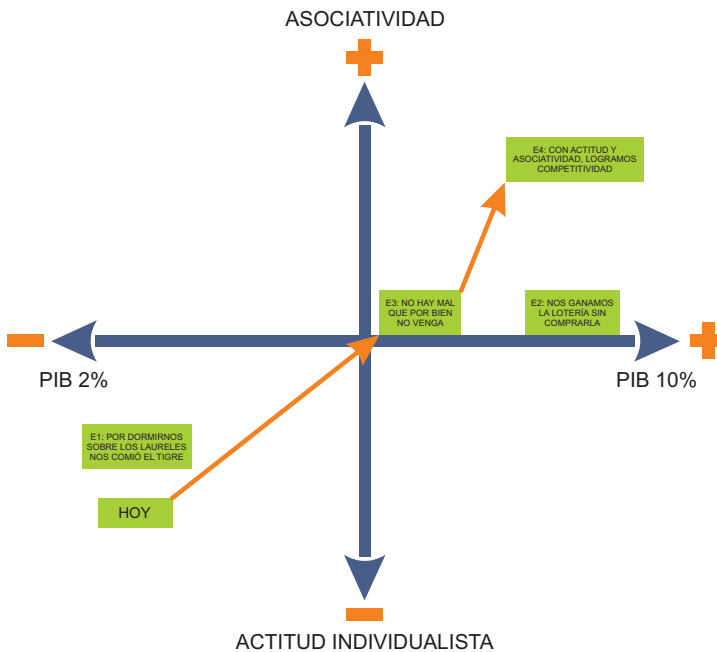 ASOCIATIVIDAD
E4: CON ACTITUD Y
ASOCIATIVIDAD, LOGRAMOS
COMPETITIVIDAD
E3: NO HAY MAL
QUE POR BIEN
NO VENGA
E2: NOS GANAMOS
LA LOTERÍA SIN
COMPRARLA
PIB 2%
PIB 10%
E1: POR DORMIRNOS
SOBRE LOS LAURELES
NOS COMIÓ EL TIGRE
HOY
ACTITUD INDIVIDUALISTA